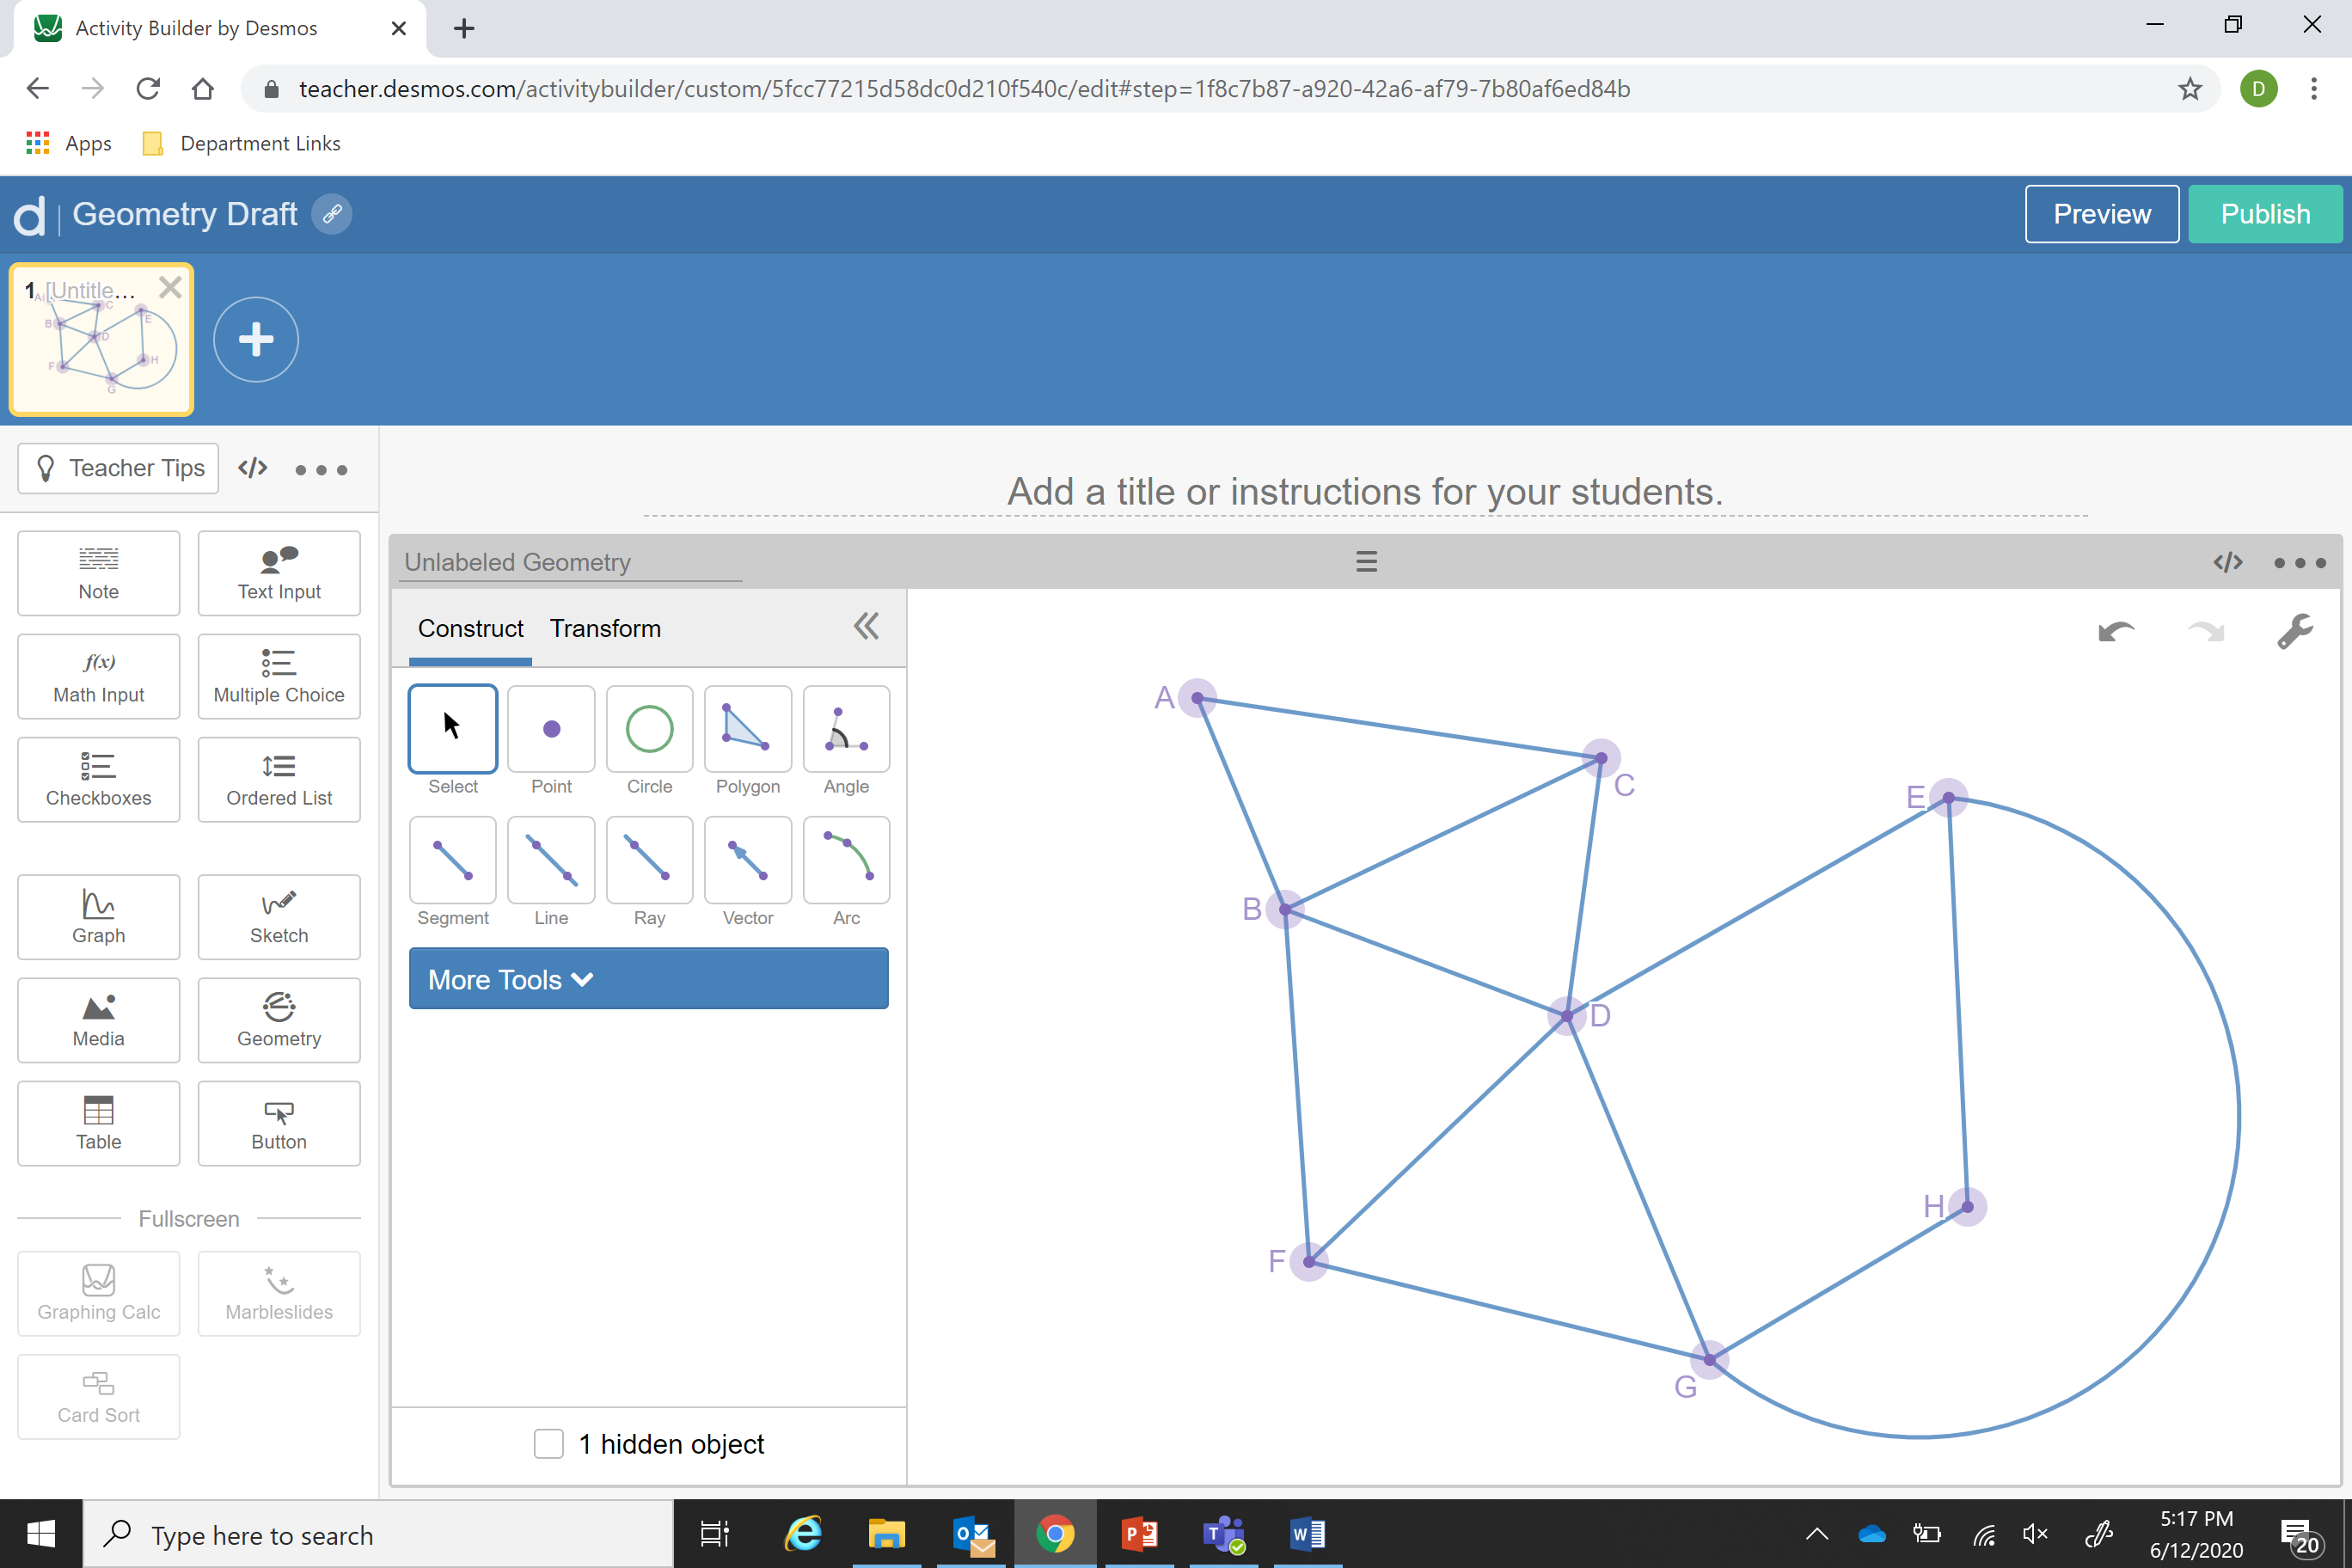 Activity Builder by Desmos
teacher.desmos.com/activitybuilder/custom/5fcc77215d58dc0d210f540c/edit#step=1f8c7b87-a920-42a6-af79-7b80af6ed84b
D
Apps
Department Links
d | Geometry Draft
Preview
Publish
1 [Untitle...
A
C
B
E
D
F
H
G
Teacher Tips
</>
Add a title or instructions for your students.
Note
Text Input
f(x)
Math Input
Multiple Choice
Checkboxes
Ordered List
Graph
Sketch
Media
Geometry
Table
Button
Fullscreen
Graphing Calc
Marbleslides
Card Sort
Unlabeled Geometry
</>
Construct
Transform
Select
Point
Circle
Polygon
Angle
Segment
Line
Ray
Vector
Arc
More Tools
1 hidden object
A
C
E
B
D
H
F
G
Type here to search
5:17 PM
6/12/2020
20